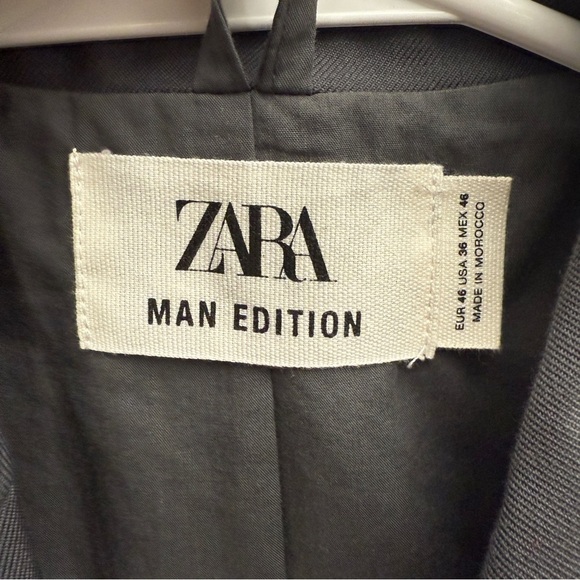 ZARA
MAN EDITION
EUR 46 USA 36 MEX 46
MADE IN MOROCCO